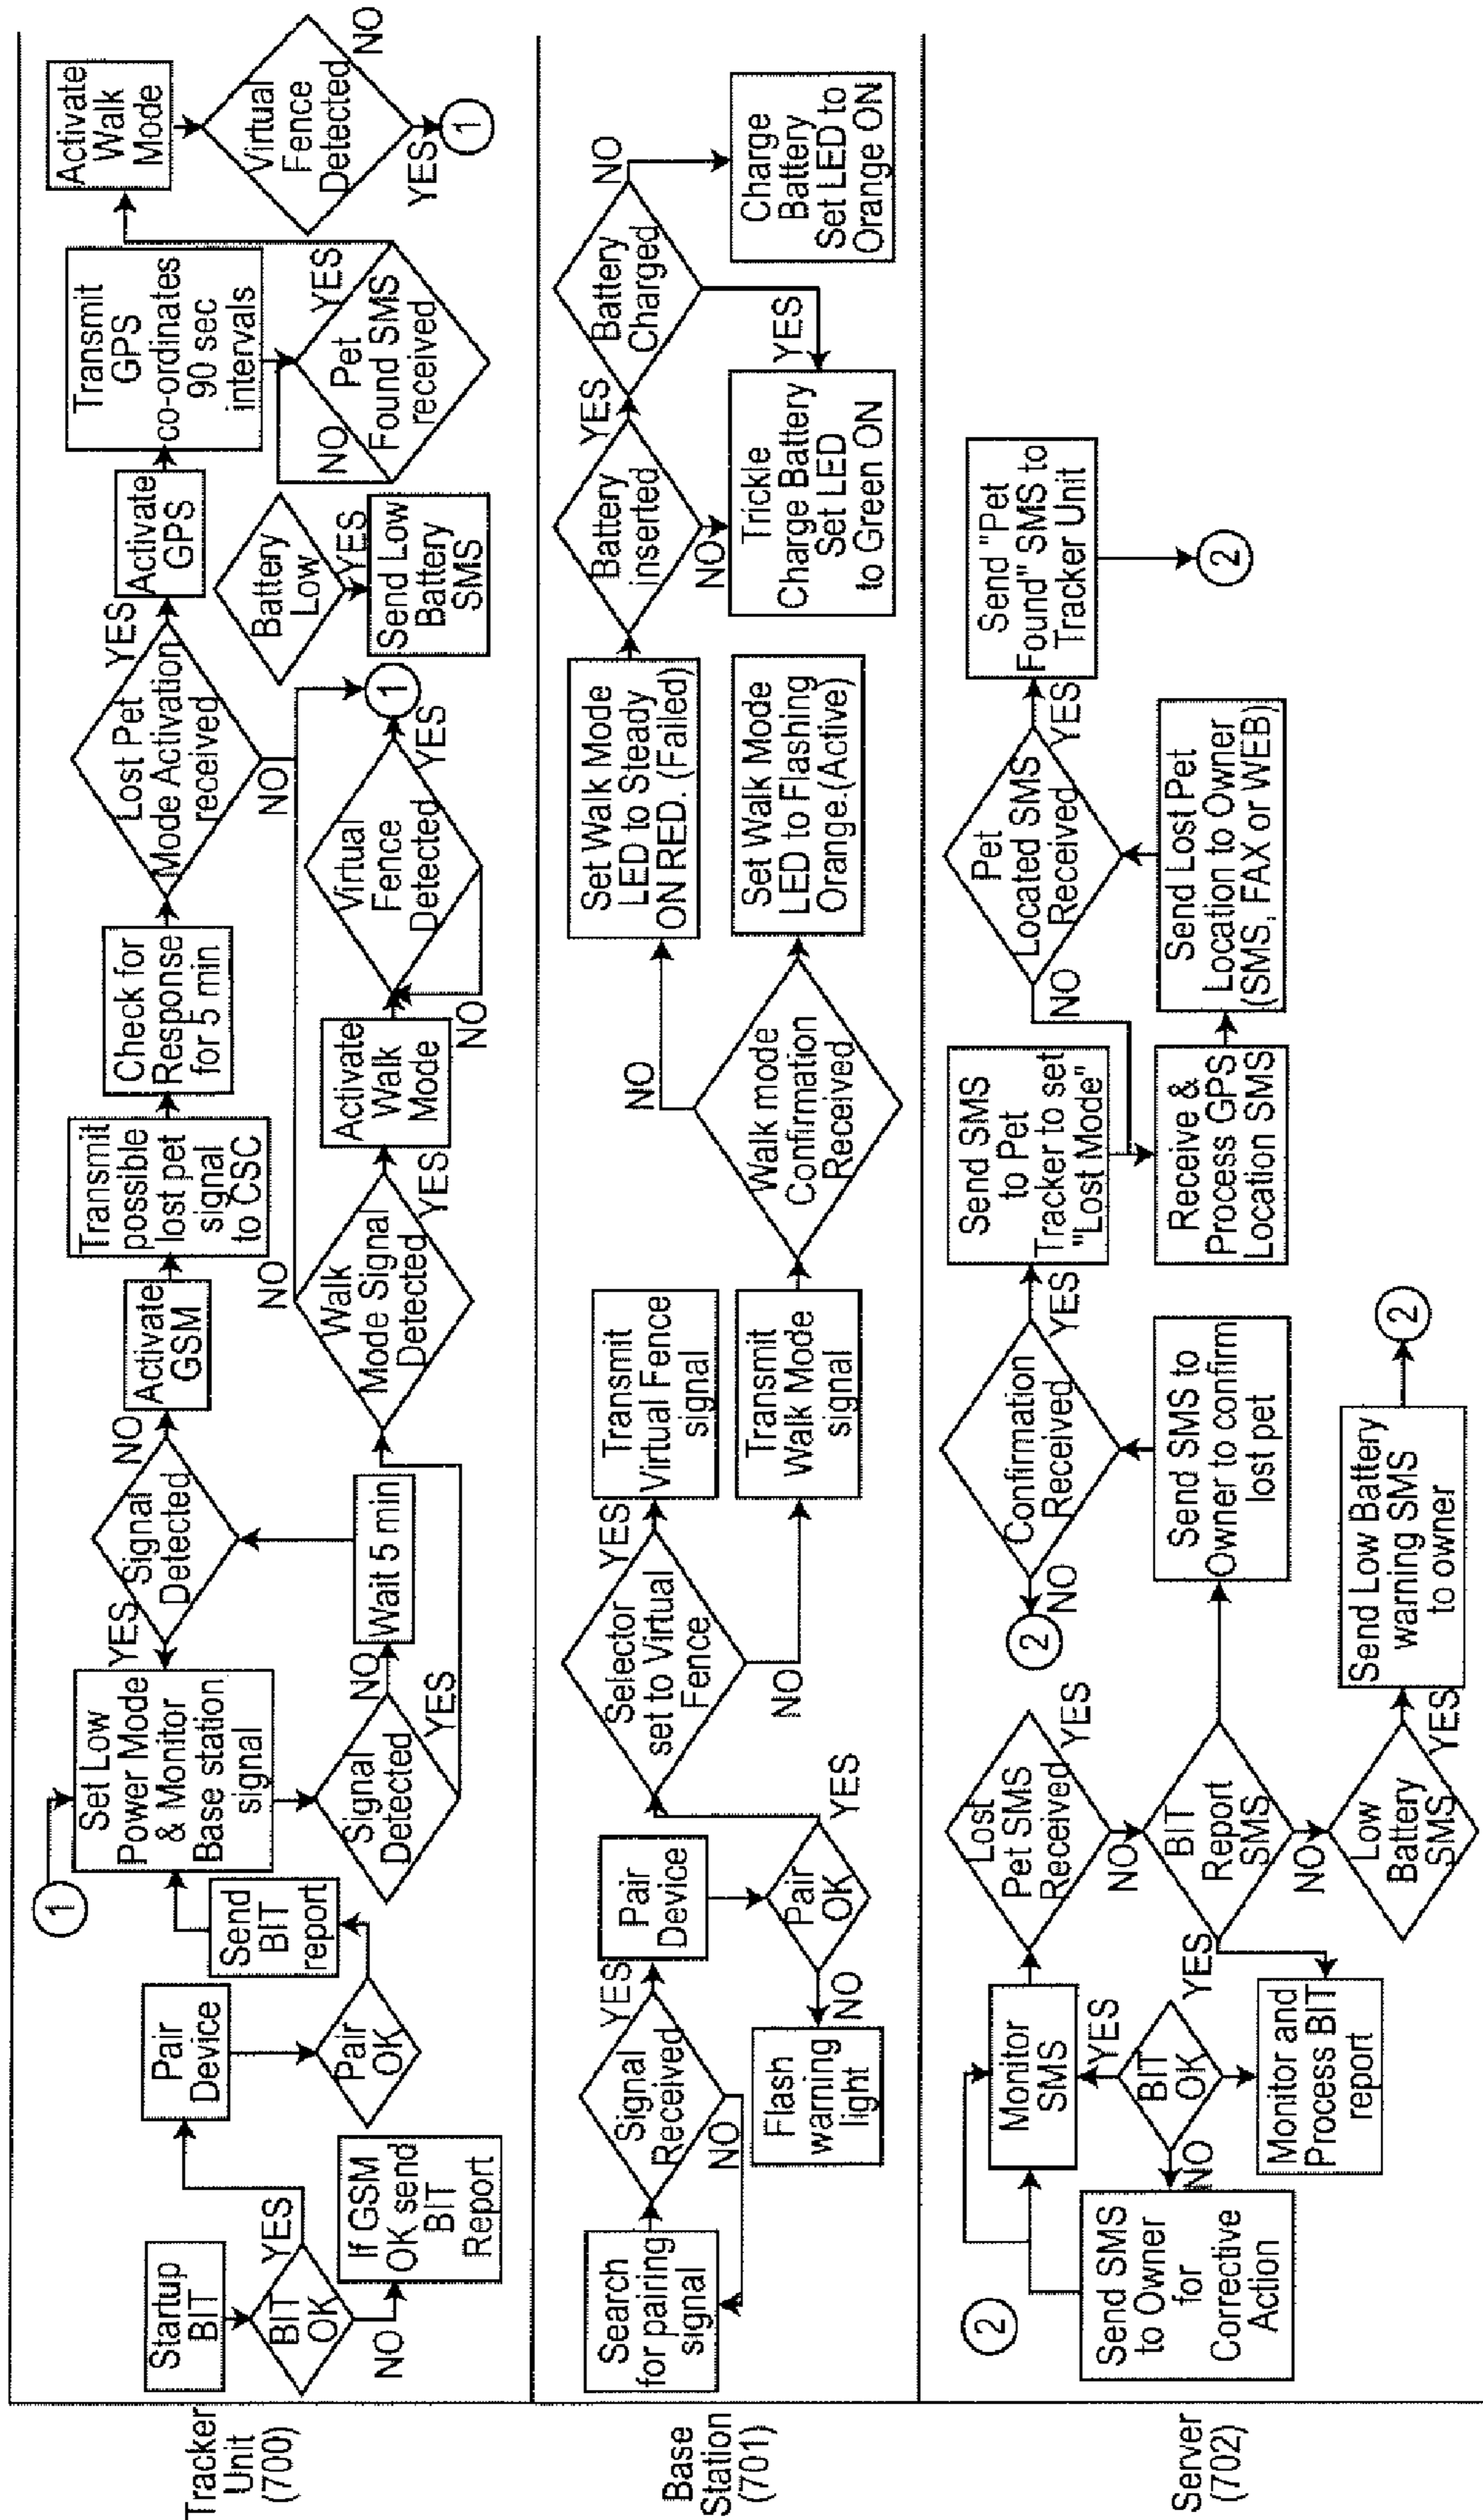 Tracker
Unit
(700)
Startup
BIT
BIT
OK
YES
NO
If GSM
OK send
BIT
Report
Pair
Device
Pair
OK
Send
BIT
report
1
Set Low
Power Mode
& Monitor
Base station
signal
Signal
Detected
NO
YES
Wait 5 min
YES
Signal
Detected
NO
Activate
GSM
Transmit
possible
lost pet
signal
to CSC
Check for
Response
for 5 min
Lost Pet
Mode Activation
received
YES
NO
Walk
Mode Signal
Detected
NO
YES
Activate
Walk
Mode
Virtual
Fence
Detected
NO
YES
1
Activate
GPS
Battery
Low
YES
Send Low
Battery
SMS
Transmit
GPS
co-ordinates
90 sec
intervals
Pet
Found SMS
received
NO
YES
Activate
Walk
Mode
Virtual
Fence
Detected
NO
YES
1
Base
Station
(701)
Search
for pairing
signal
Signal
Received
YES
NO
Pair
Device
Pair
OK
YES
NO
Flash
warning
light
Selector
set to Virtual
Fence
YES
NO
Transmit
Virtual Fence
signal
Transmit
Walk Mode
signal
Walk mode
Confirmation
Received
NO
Set Walk Mode
LED to Steady
ON RED. (Failed)
Set Walk Mode
LED to Flashing
Orange.(Active)
Battery
inserted
YES
NO
Battery
Charged
NO
YES
Trickle
Charge Battery
Set LED
to Green ON
Charge
Battery
Set LED to
Orange ON
Server
(702)
2
Send SMS
to Owner
for
Corrective
Action
Monitor
SMS
YES
BIT
OK
NO
Monitor and
Process BIT
report
Lost
Pet SMS
Received
YES
NO
BIT
Report
SMS
YES
NO
Low
Battery
SMS
YES
Send Low Battery
warning SMS
to owner
2
Send SMS to
Owner to confirm
lost pet
Confirmation
Received
NO
2
YES
Send SMS
to Pet
Tracker to set
"Lost Mode"
Receive &
Process GPS
Location SMS
Send Lost Pet
Location to Owner
(SMS, FAX or WEB)
Pet
Located SMS
Received
NO
YES
Send "Pet
Found" SMS to
Tracker Unit
2